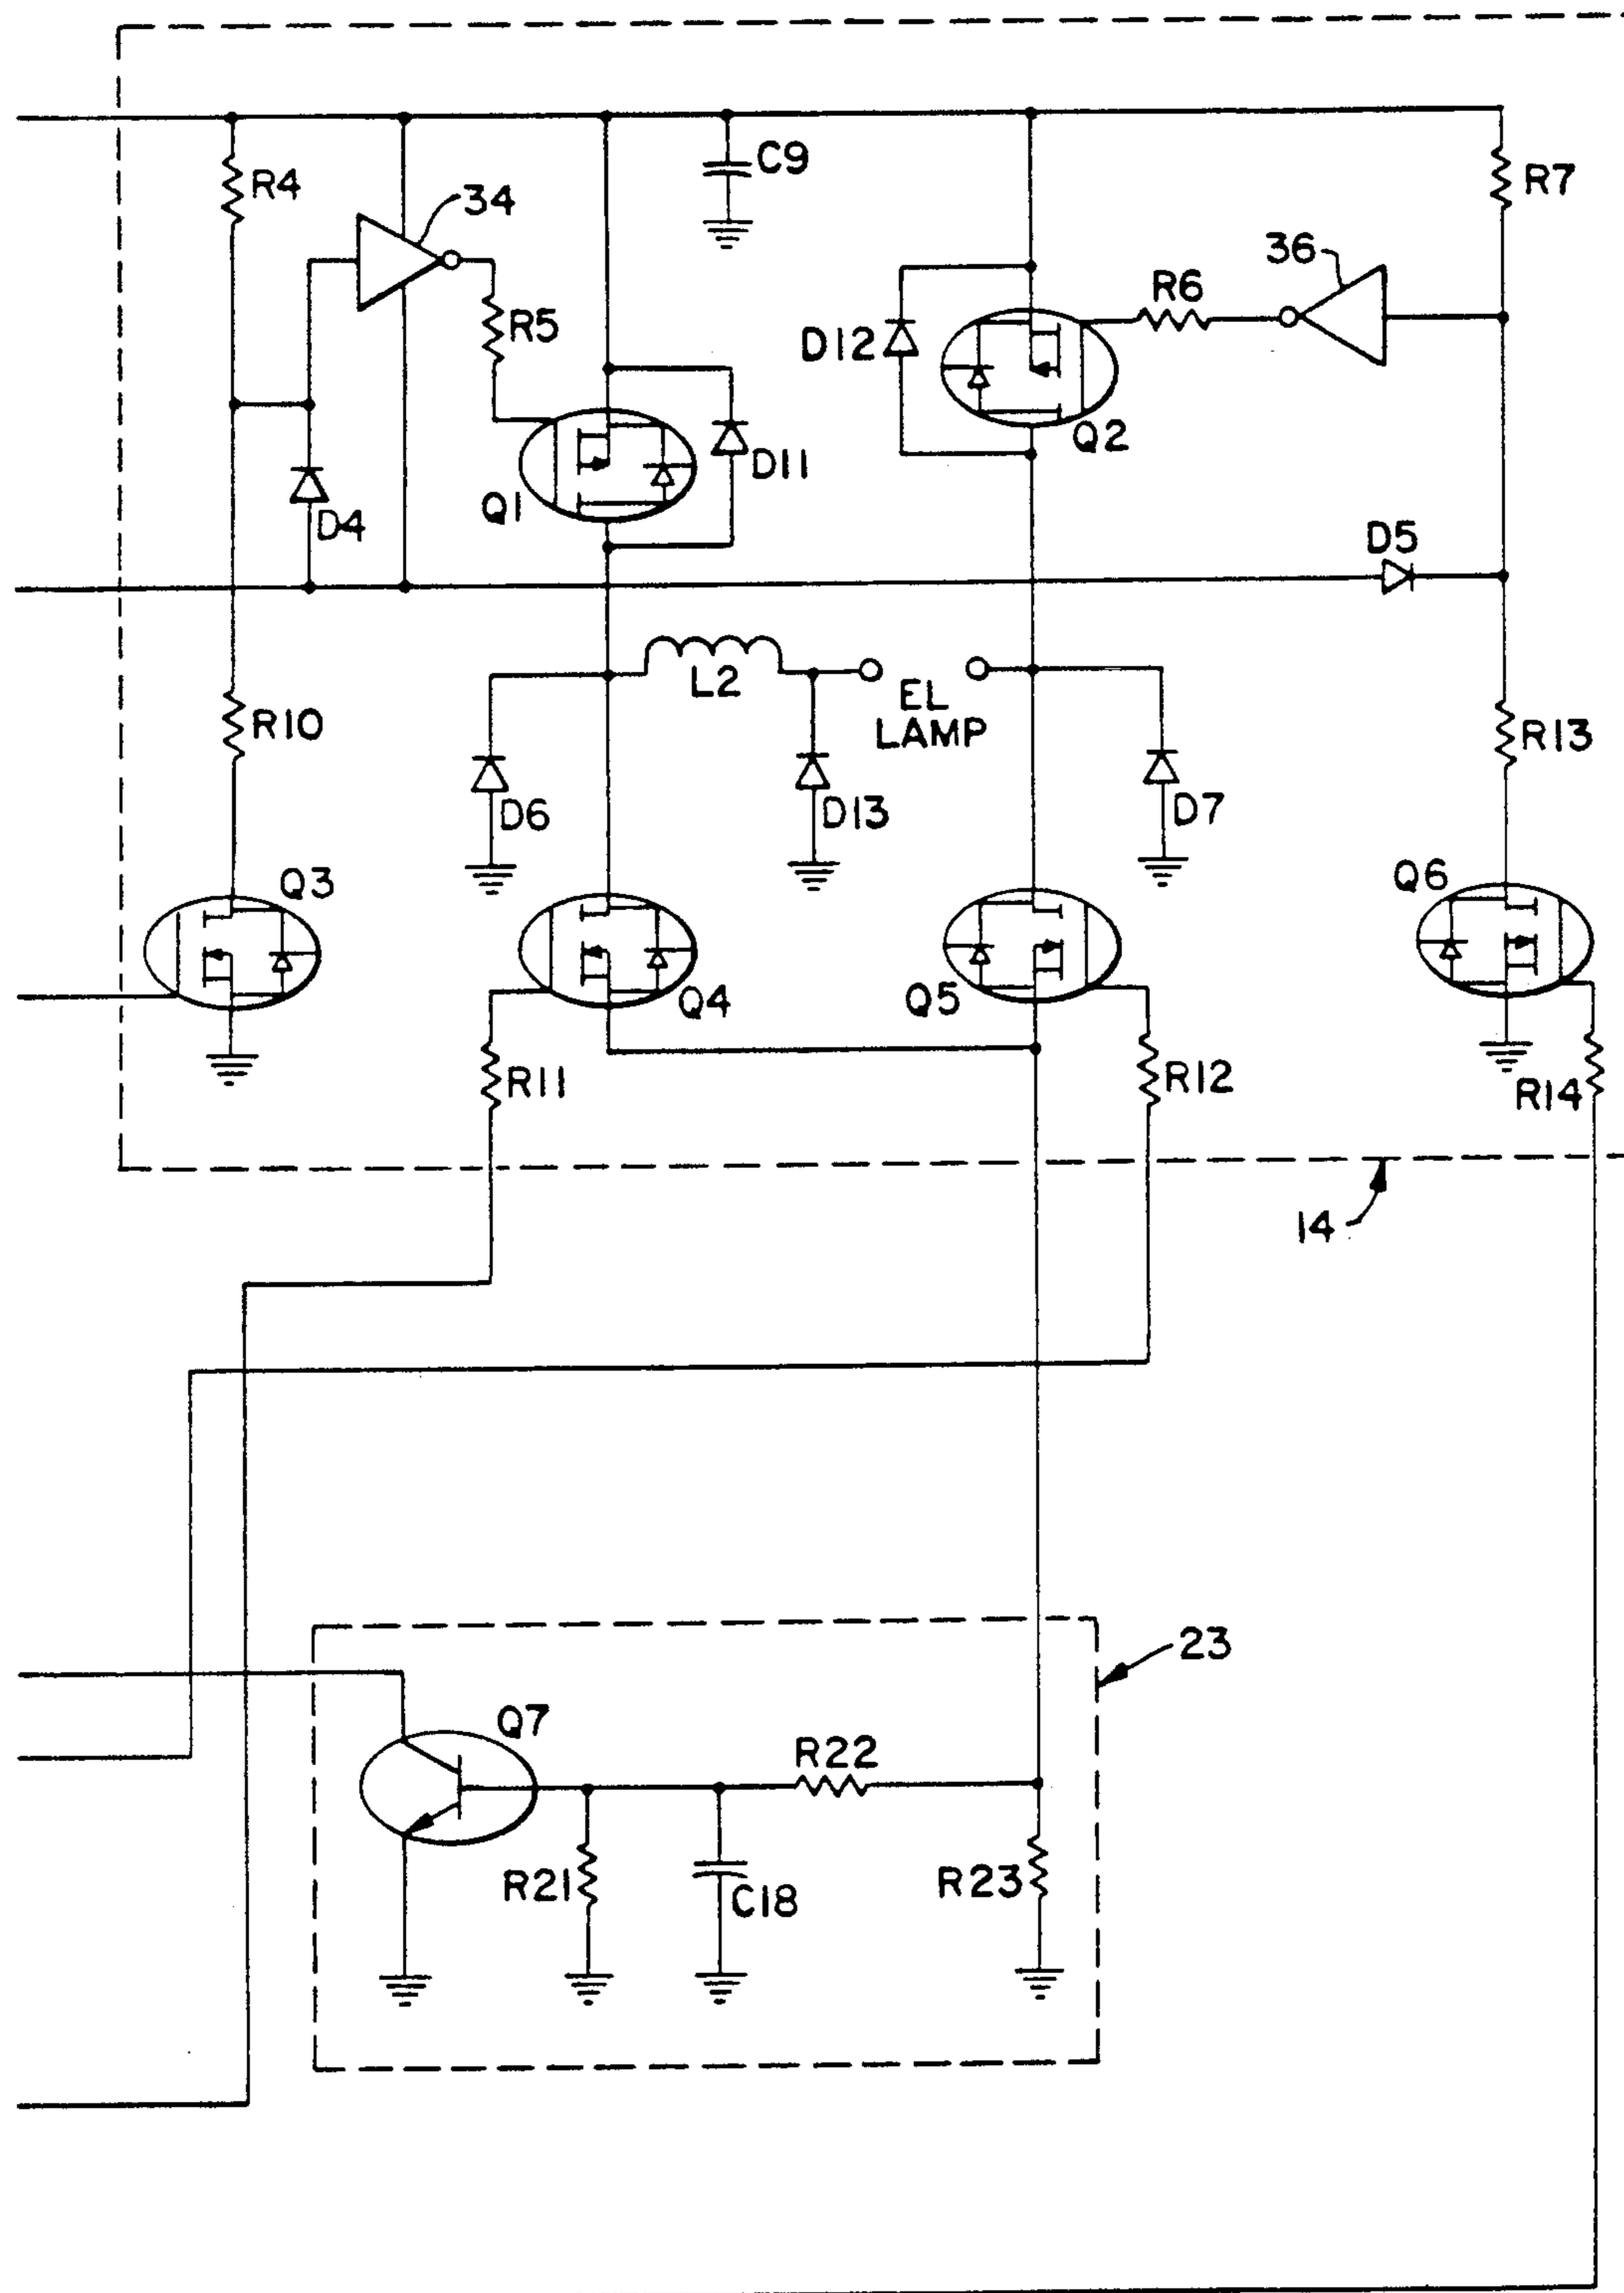 C9
R4
R7
34
36
R6
R5
D12
Q2
D11
Q1
D4
D5
L2
EL
LAMP
R10
R13
D6
D13
D7
Q3
Q6
Q4
Q5
R11
R12
R14
14
23
Q7
R22
R21
C18
R23